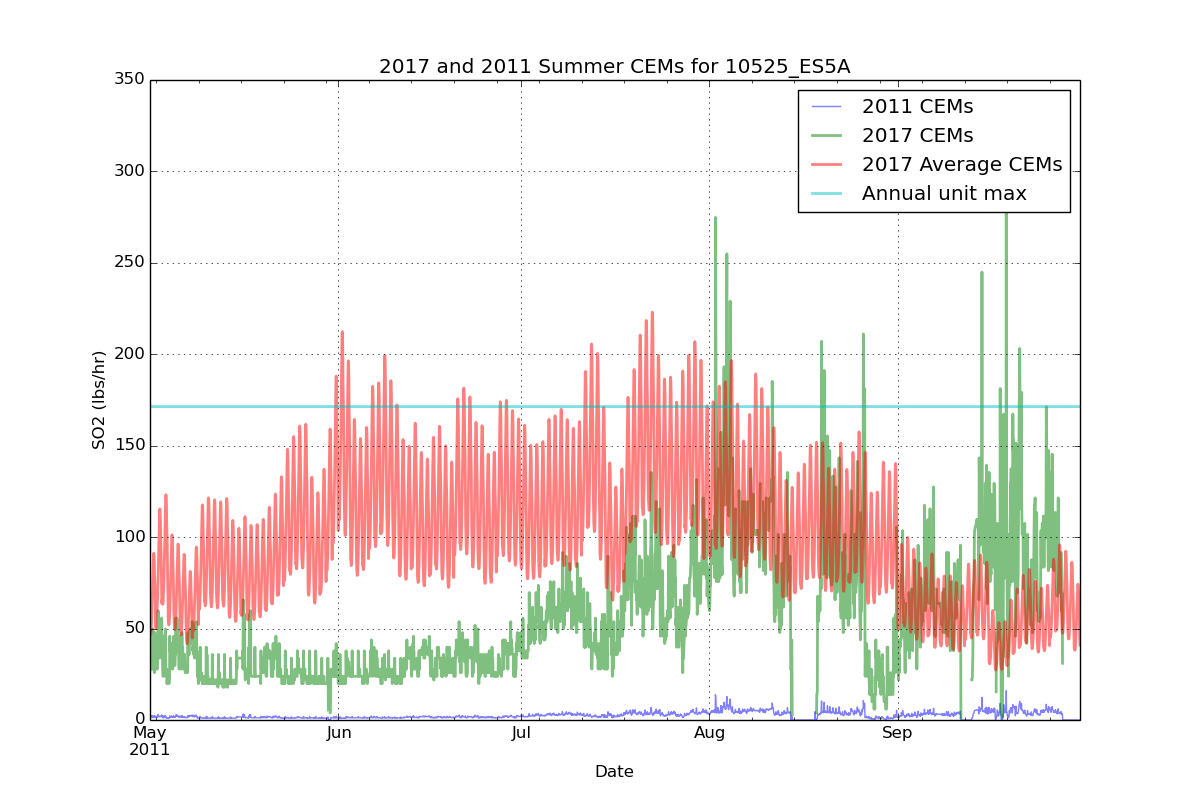 2017 and 2011 Summer CEMs for 10525_ES5A
350
300
250
200
150
100
50
0
SO2 (lbs/hr)
2011 CEMs
2017 CEMs
2017 Average CEMs
Annual unit max
May
2011
Jun
Jul
Aug
Sep
Date